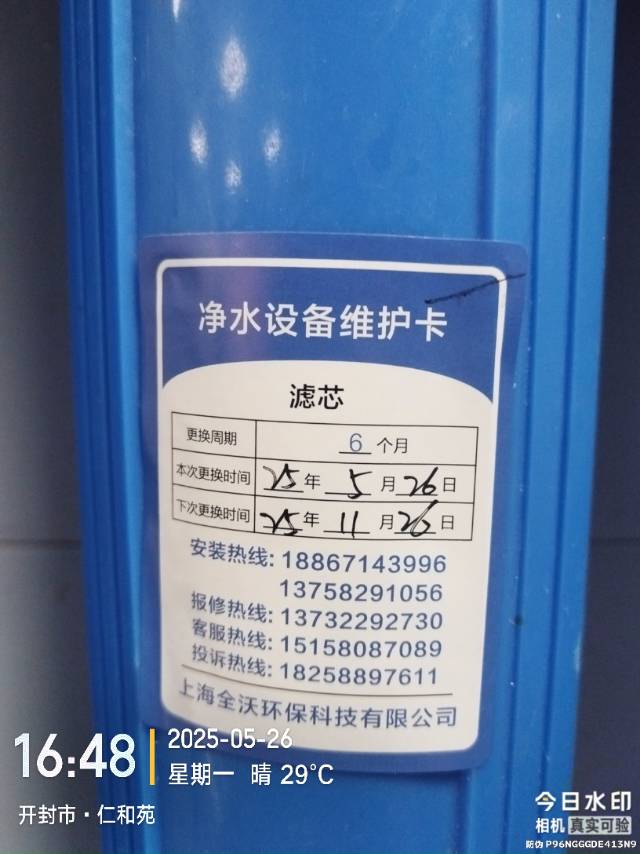 净水设备维护卡
滤芯
更换周期 6 个月
本次更换时间 25年 5月26日
下次更换时间 25年 11月26日
安装热线: 18867143996
13758291056
报修热线: 13732292730
客服热线: 15158087089
投诉热线: 18258897611
上海全沃环保科技有限公司
16:48
2025-05-26
星期一 晴 29℃
开封市·仁和苑
今日水印
相机 真实可验
防伪 P96NGGGDE413N9